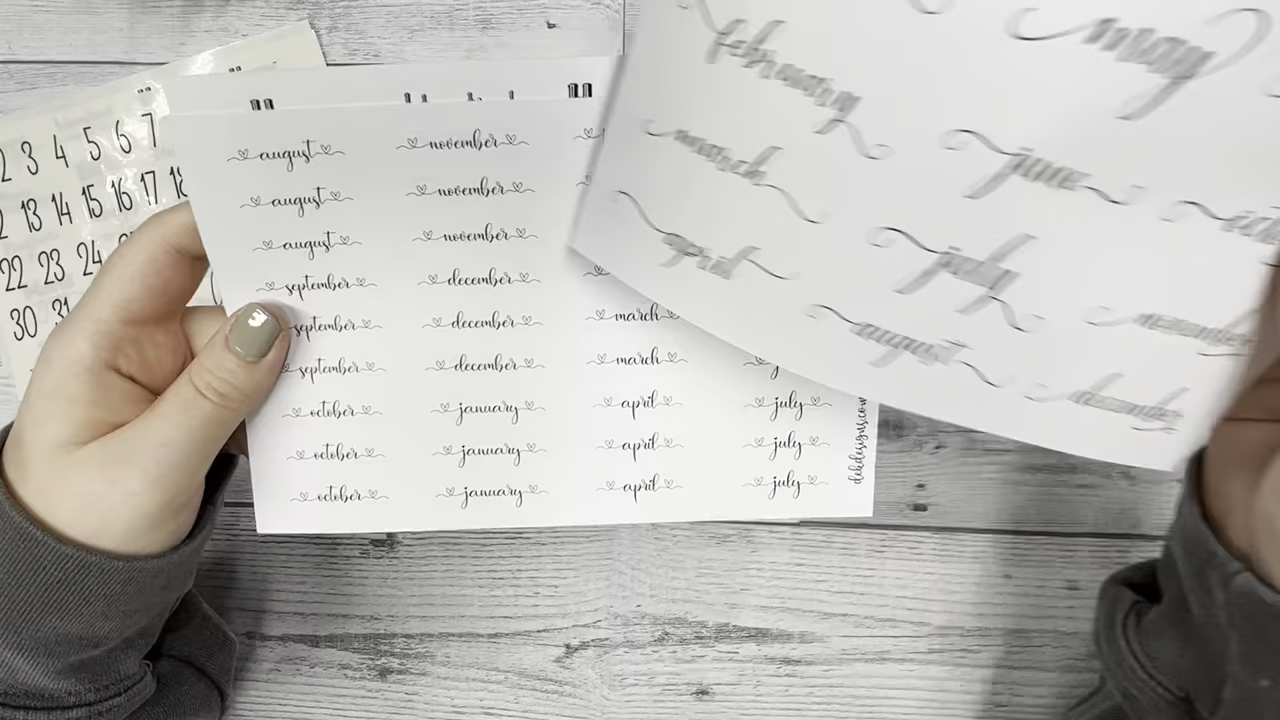 2 3 4 5 6 7
13 14 15 16 17 18
22 23 24
30 31
august november
august november
august november
september december
september december march
september december march
october january april july
october january april july
october january april july
dekdesigns.com
february may
march june
april july
august